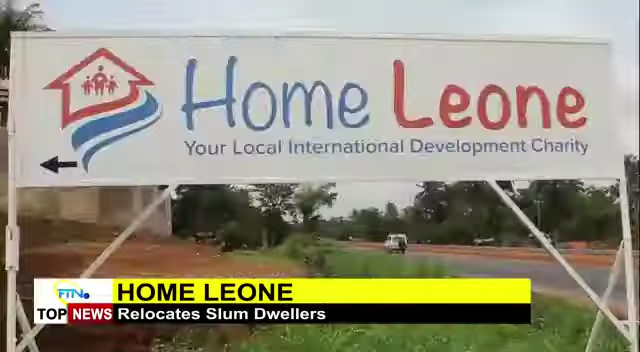 Home Leone
Your Local International Development Charity
FTN
TOP NEWS
HOME LEONE
Relocates Slum Dwellers